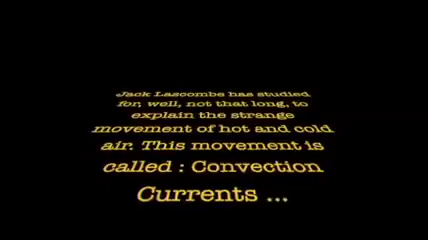 Jack Lascombe has studied
for, well, not that long, to
explain the strange
movement of hot and cold
air. This movement is
called : Convection
Currents ...